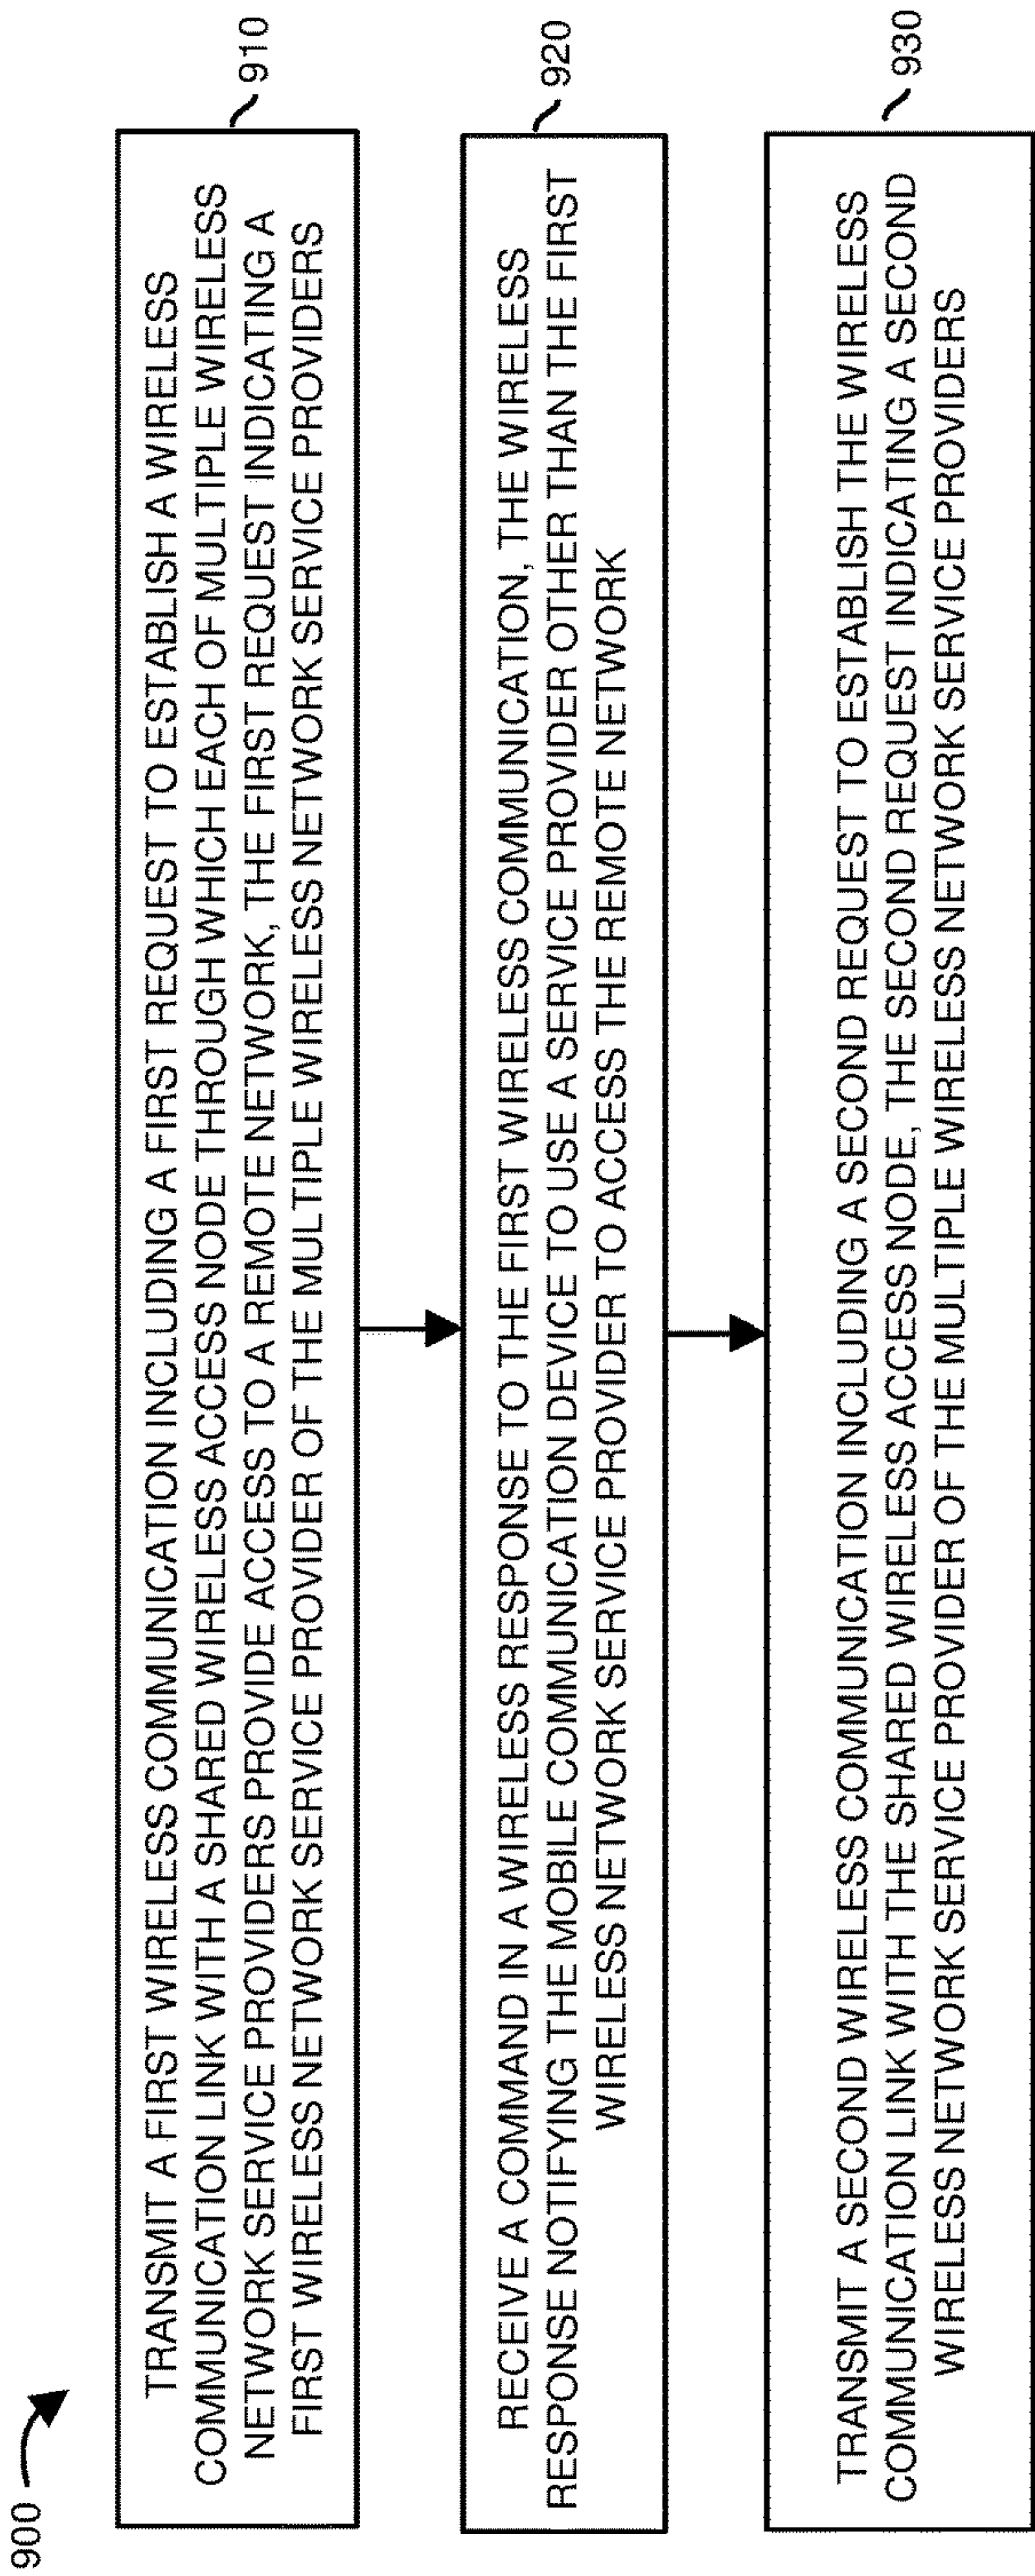 900
TRANSMIT A FIRST WIRELESS COMMUNICATION INCLUDING A FIRST REQUEST TO ESTABLISH A WIRELESS
COMMUNICATION LINK WITH A SHARED WIRELESS ACCESS NODE THROUGH WHICH EACH OF MULTIPLE WIRELESS
NETWORK SERVICE PROVIDERS PROVIDE ACCESS TO A REMOTE NETWORK, THE FIRST REQUEST INDICATING A
FIRST WIRELESS NETWORK SERVICE PROVIDER OF THE MULTIPLE WIRELESS NETWORK SERVICE PROVIDERS
910
RECEIVE A COMMAND IN A WIRELESS RESPONSE TO THE FIRST WIRELESS COMMUNICATION, THE WIRELESS
RESPONSE NOTIFYING THE MOBILE COMMUNICATION DEVICE TO USE A SERVICE PROVIDER OTHER THAN THE FIRST
WIRELESS NETWORK SERVICE PROVIDER TO ACCESS THE REMOTE NETWORK
920
TRANSMIT A SECOND WIRELESS COMMUNICATION INCLUDING A SECOND REQUEST TO ESTABLISH THE WIRELESS
COMMUNICATION LINK WITH THE SHARED WIRELESS ACCESS NODE, THE SECOND REQUEST INDICATING A SECOND
WIRELESS NETWORK SERVICE PROVIDER OF THE MULTIPLE WIRELESS NETWORK SERVICE PROVIDERS
930